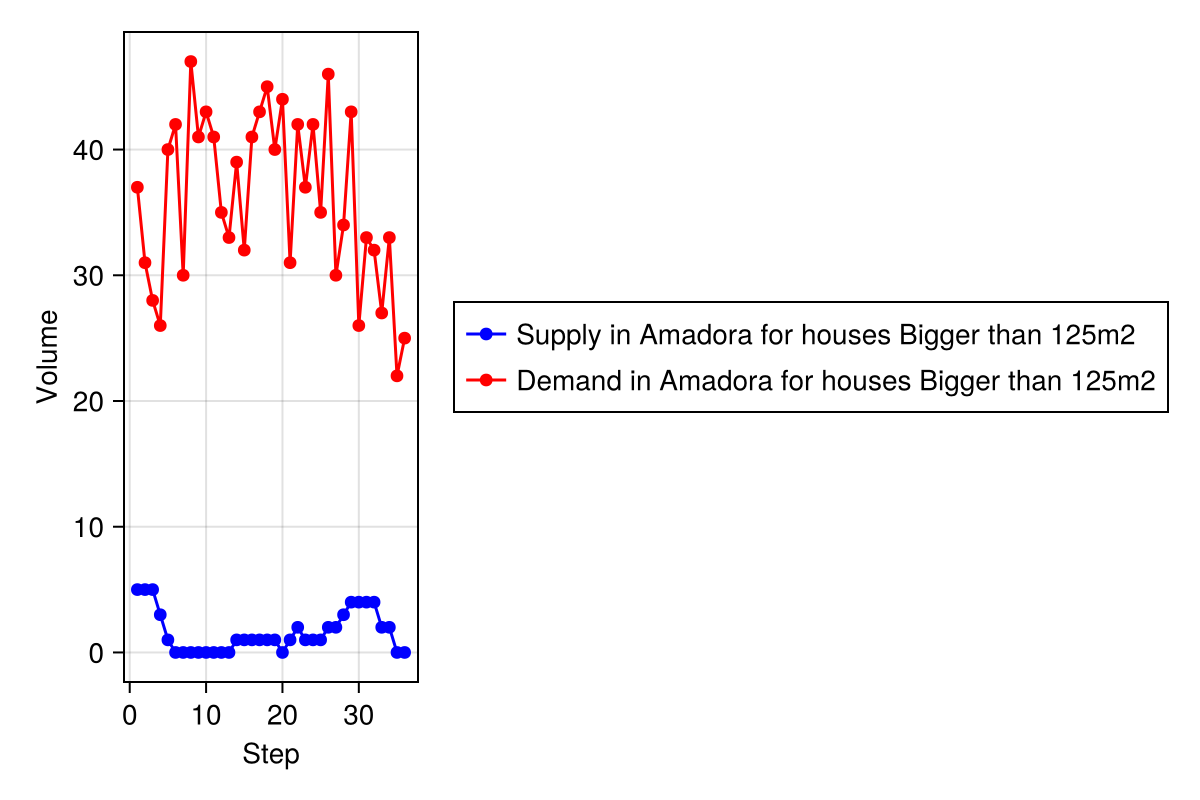 Volume
40
30
20
10
0
0 10 20 30
Step
Supply in Amadora for houses Bigger than 125m2
Demand in Amadora for houses Bigger than 125m2